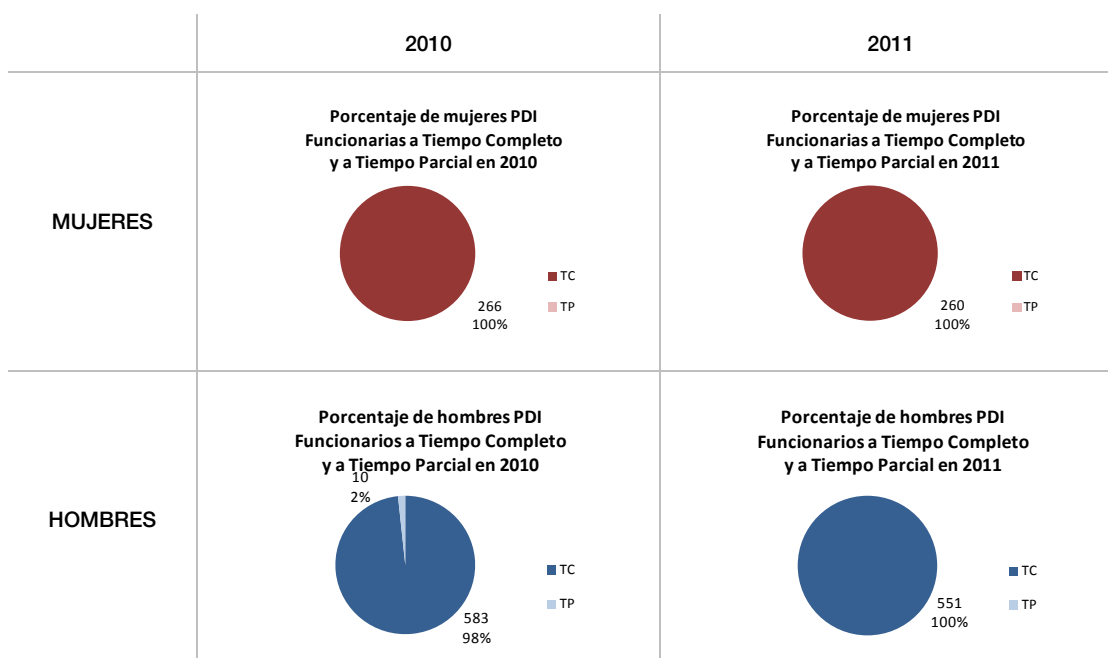 2010
2011
MUJERES
Porcentaje de mujeres PDI
Funcionarias a Tiempo Completo
y a Tiempo Parcial en 2010
266
100%
TC
TP
Porcentaje de mujeres PDI
Funcionarias a Tiempo Completo
y a Tiempo Parcial en 2011
260
100%
TC
TP
HOMBRES
Porcentaje de hombres PDI
Funcionarios a Tiempo Completo
y a Tiempo Parcial en 2010
10
2%
583
98%
TC
TP
Porcentaje de hombres PDI
Funcionarios a Tiempo Completo
y a Tiempo Parcial en 2011
551
100%
TC
TP